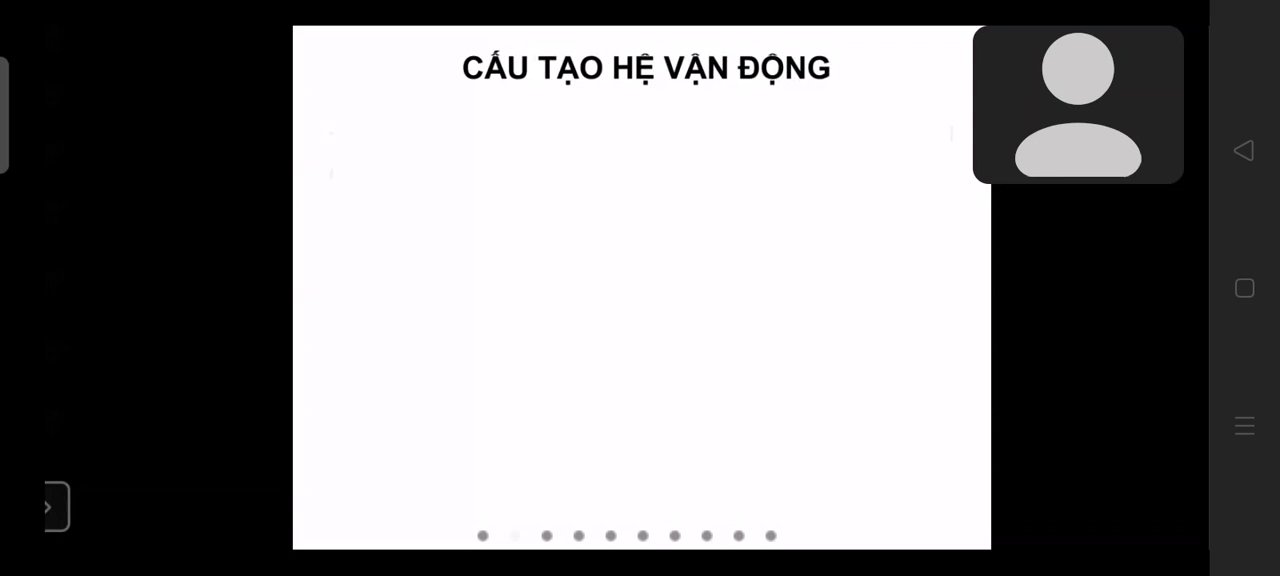 CẤU TẠO HỆ VẬN ĐỘNG